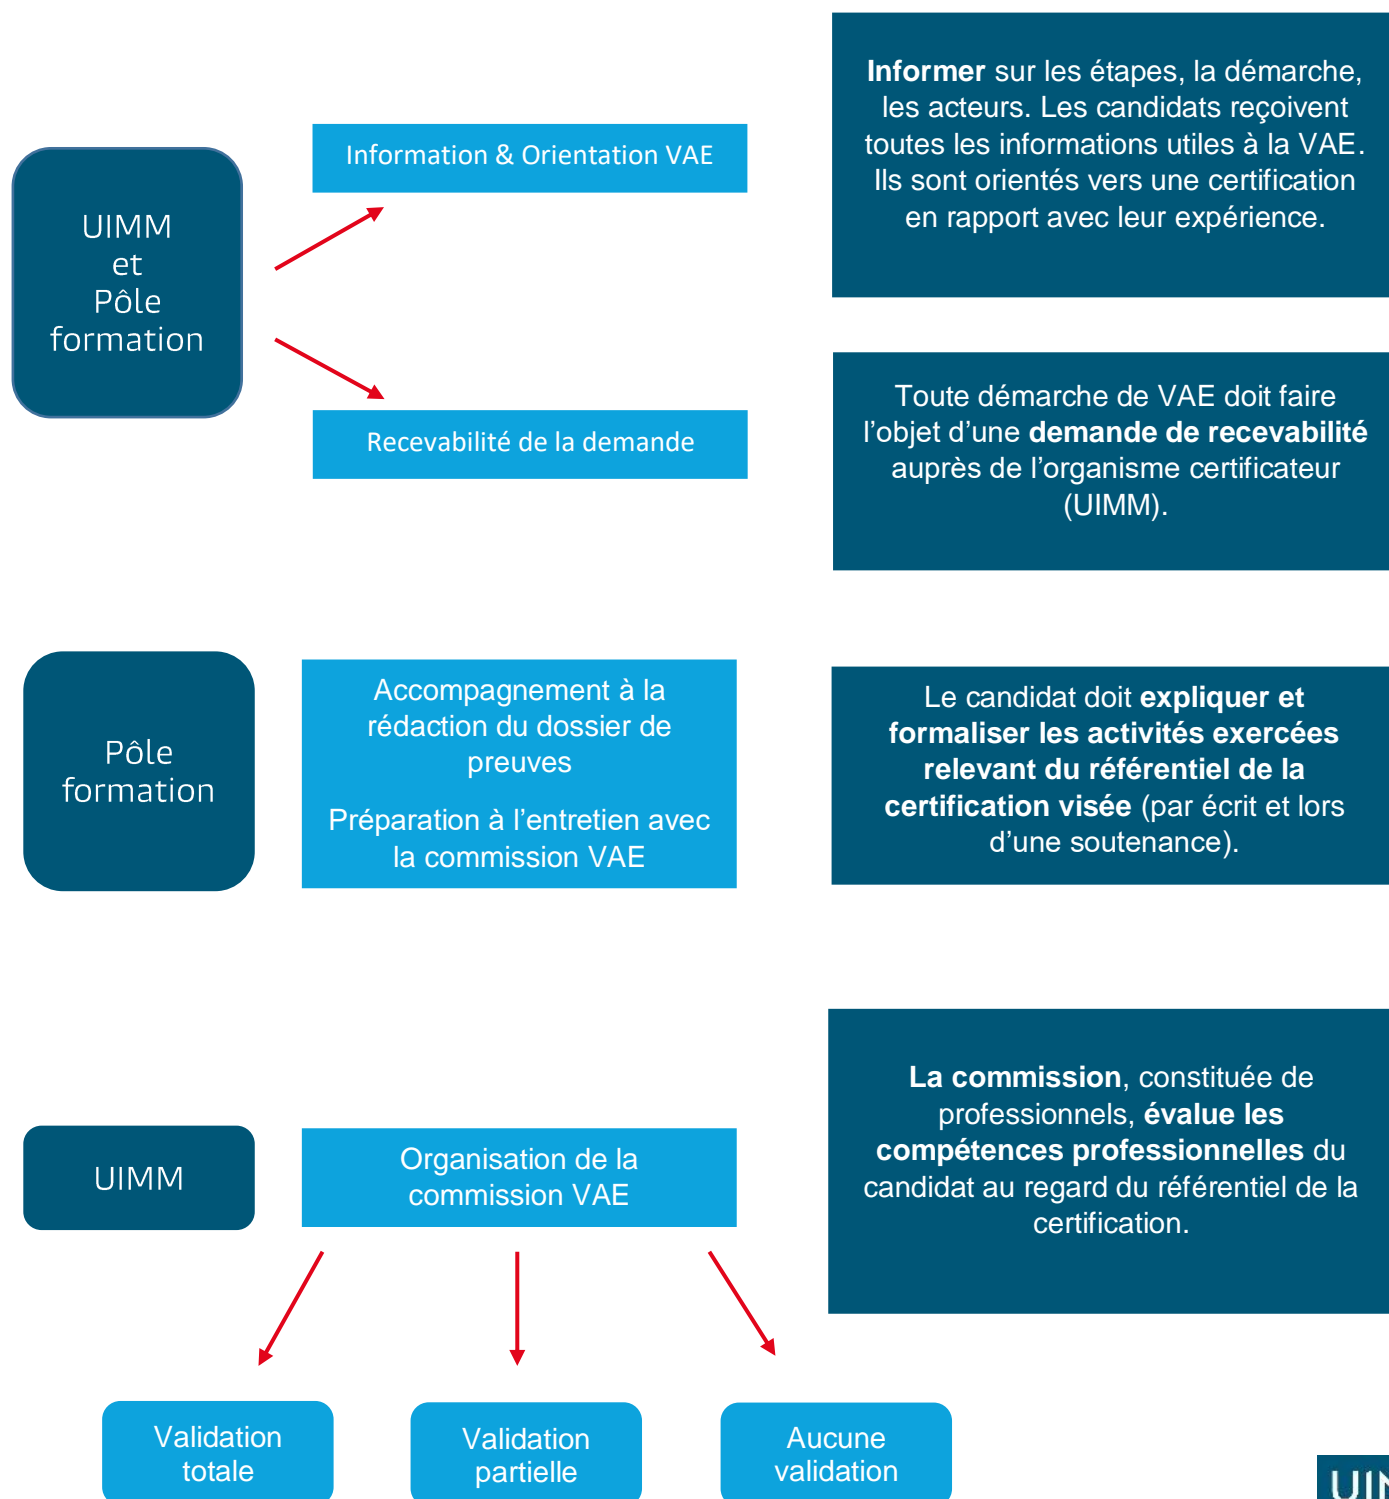 UIMM
et
Pôle
formation
Information & Orientation VAE
Informer sur les étapes, la démarche,
les acteurs. Les candidats reçoivent
toutes les informations utiles à la VAE.
Ils sont orientés vers une certification
en rapport avec leur expérience.
Recevabilité de la demande
Toute démarche de VAE doit faire
l’objet d’une demande de recevabilité
auprès de l’organisme certificateur
(UIMM).
Pôle
formation
Accompagnement à la
rédaction du dossier de
preuves
Préparation à l’entretien avec
la commission VAE
Le candidat doit expliquer et
formaliser les activités exercées
relevant du référentiel de la
certification visée (par écrit et lors
d’une soutenance).
UIMM
Organisation de la
commission VAE
La commission, constituée de
professionnels, évalue les
compétences professionnelles du
candidat au regard du référentiel de la
certification.
Validation
totale
Validation
partielle
Aucune
validation